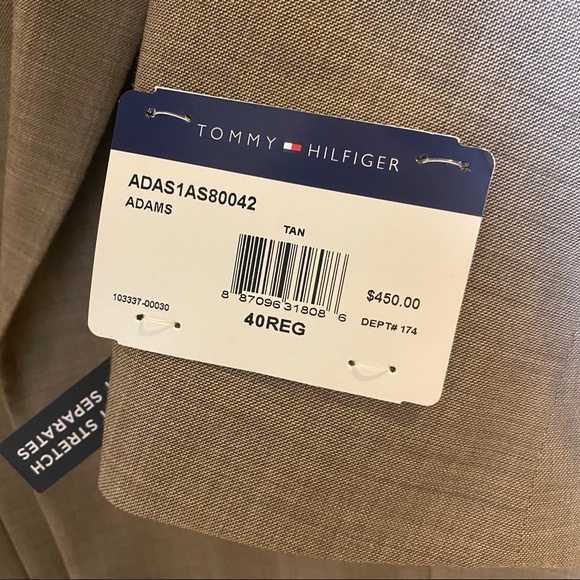 TOMMY HILFIGER
ADAS1AS80042
ADAMS
TAN
8 87096 31808 6
$450.00
103337-00030
40REG
DEPT# 174
STRETCH
SEPARATES